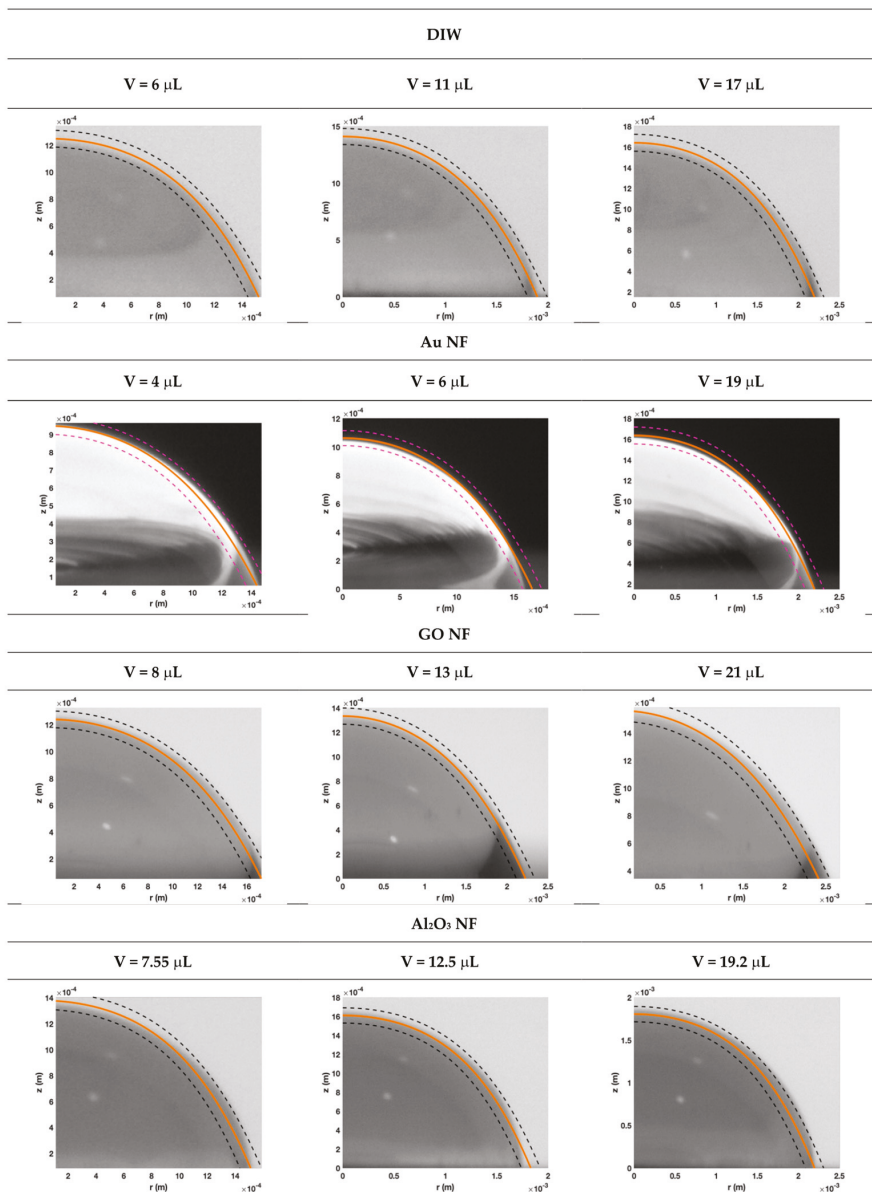 DIW
V = 6 μL V = 11 μL V = 17 μL
×10⁻⁴ ×10⁻⁴ ×10⁻⁴
z (m) z (m) z (m)
12 10 8 6 4 2
15 10 5 0
18 16 14 12 10 8 6 4 2
2 4 6 8 10 12 14
0 0.5 1 1.5 2
0 0.5 1 1.5 2 2.5
r (m) r (m) r (m)
×10⁻⁴ ×10⁻³ ×10⁻³
Au NF
V = 4 μL V = 6 μL V = 19 μL
×10⁻⁴ ×10⁻⁴ ×10⁻⁴
z (m) z (m) z (m)
9 8 7 6 5 4 3 2 1
12 10 8 6 4 2 0
18 16 14 12 10 8 6 4 2
2 4 6 8 10 12 14
0 5 10 15
0 0.5 1 1.5 2 2.5
r (m) r (m) r (m)
×10⁻⁴ ×10⁻⁴ ×10⁻³
GO NF
V = 8 μL V = 13 μL V = 21 μL
×10⁻⁴ ×10⁻⁴ ×10⁻⁴
z (m) z (m) z (m)
12 10 8 6 4 2
14 12 10 8 6 4 2 0
14 12 10 8 6 4
2 4 6 8 10 12 14 16
0 0.5 1 1.5 2 2.5
0.5 1 1.5 2 2.5
r (m) r (m) r (m)
×10⁻⁴ ×10⁻³ ×10⁻³
Al₂O₃ NF
V = 7.55 μL V = 12.5 μL V = 19.2 μL
×10⁻⁴ ×10⁻⁴ ×10⁻³
z (m) z (m) z (m)
14 12 10 8 6 4 2
18 16 14 12 10 8 6 4 2 0
2 1.5 1 0.5 0
2 4 6 8 10 12 14
0 0.5 1 1.5 2
0 0.5 1 1.5 2 2.5
r (m) r (m) r (m)
×10⁻⁴ ×10⁻³ ×10⁻³